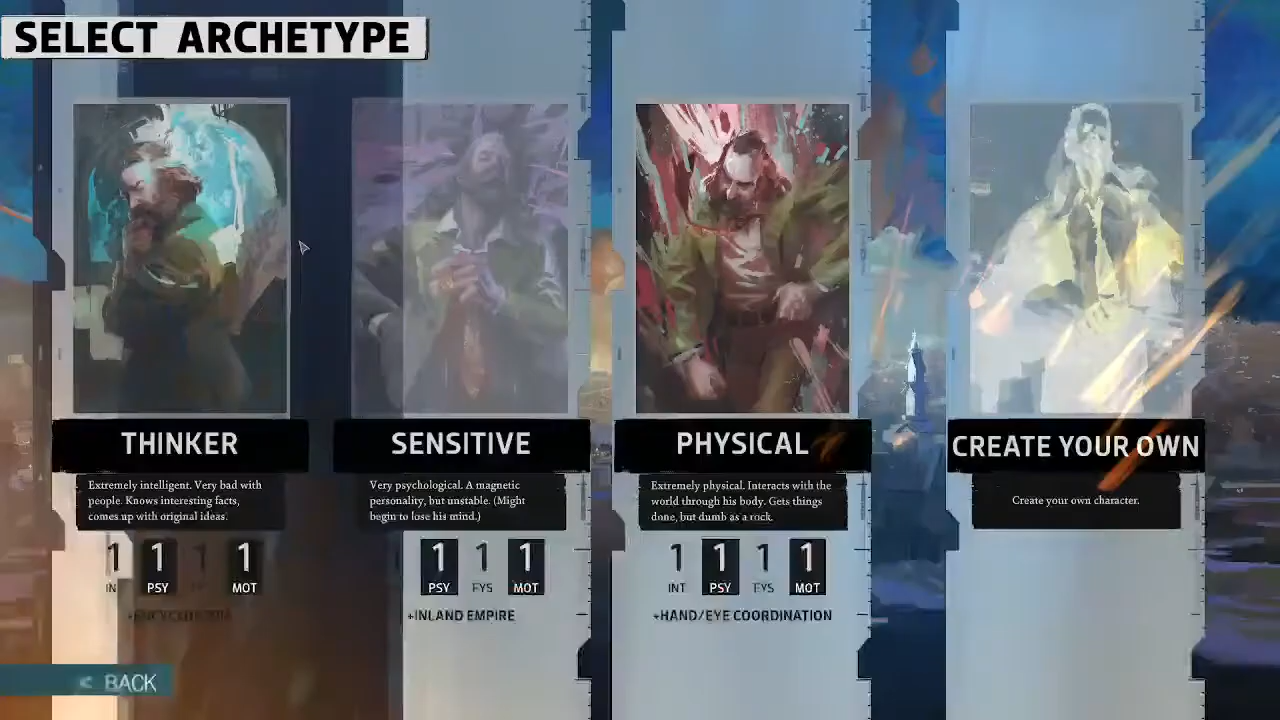 SELECT ARCHETYPE
THINKER
Extremely intelligent. Very bad with
people. Knows interesting facts,
comes up with original ideas.
1 1 1
PSY MOT
SENSITIVE
Very psychological. A magnetic
personality, but unstable. (Might
begin to lose his mind.)
1 1 1
PSY FYS MOT
+INLAND EMPIRE
PHYSICAL
Extremely physical. Interacts with the
world through his body. Gets things
done, but dumb as a rock.
1 1 1 1
INT PSY FYS MOT
+HAND/EYE COORDINATION
CREATE YOUR OWN
Create your own character.
< BACK